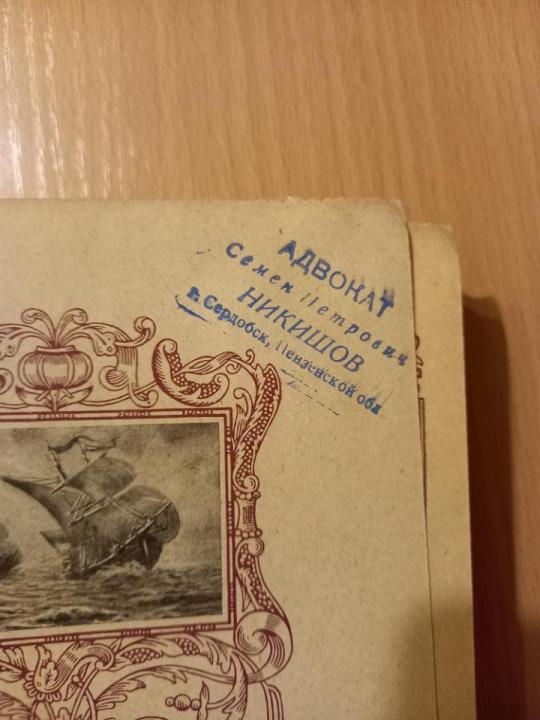 АДВОКАТ
Семен Петрович
НИКИШОВ
г. Сердобск, Пензенской обл.